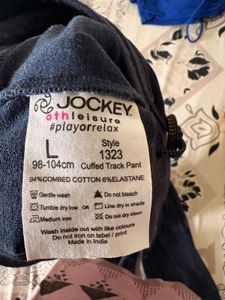 JOCKEY
athleisure
#playorrelax
L
98-104cm
Style
1323
Cuffed Track Pant
94%COMBED COTTON 6%ELASTANE
Gentle wash
Do not bleach
Tumble dry low
OR
Line dry in shade
Medium iron
Do not dry clean
Wash inside out with like colours
Do not iron on label / print
Made in India